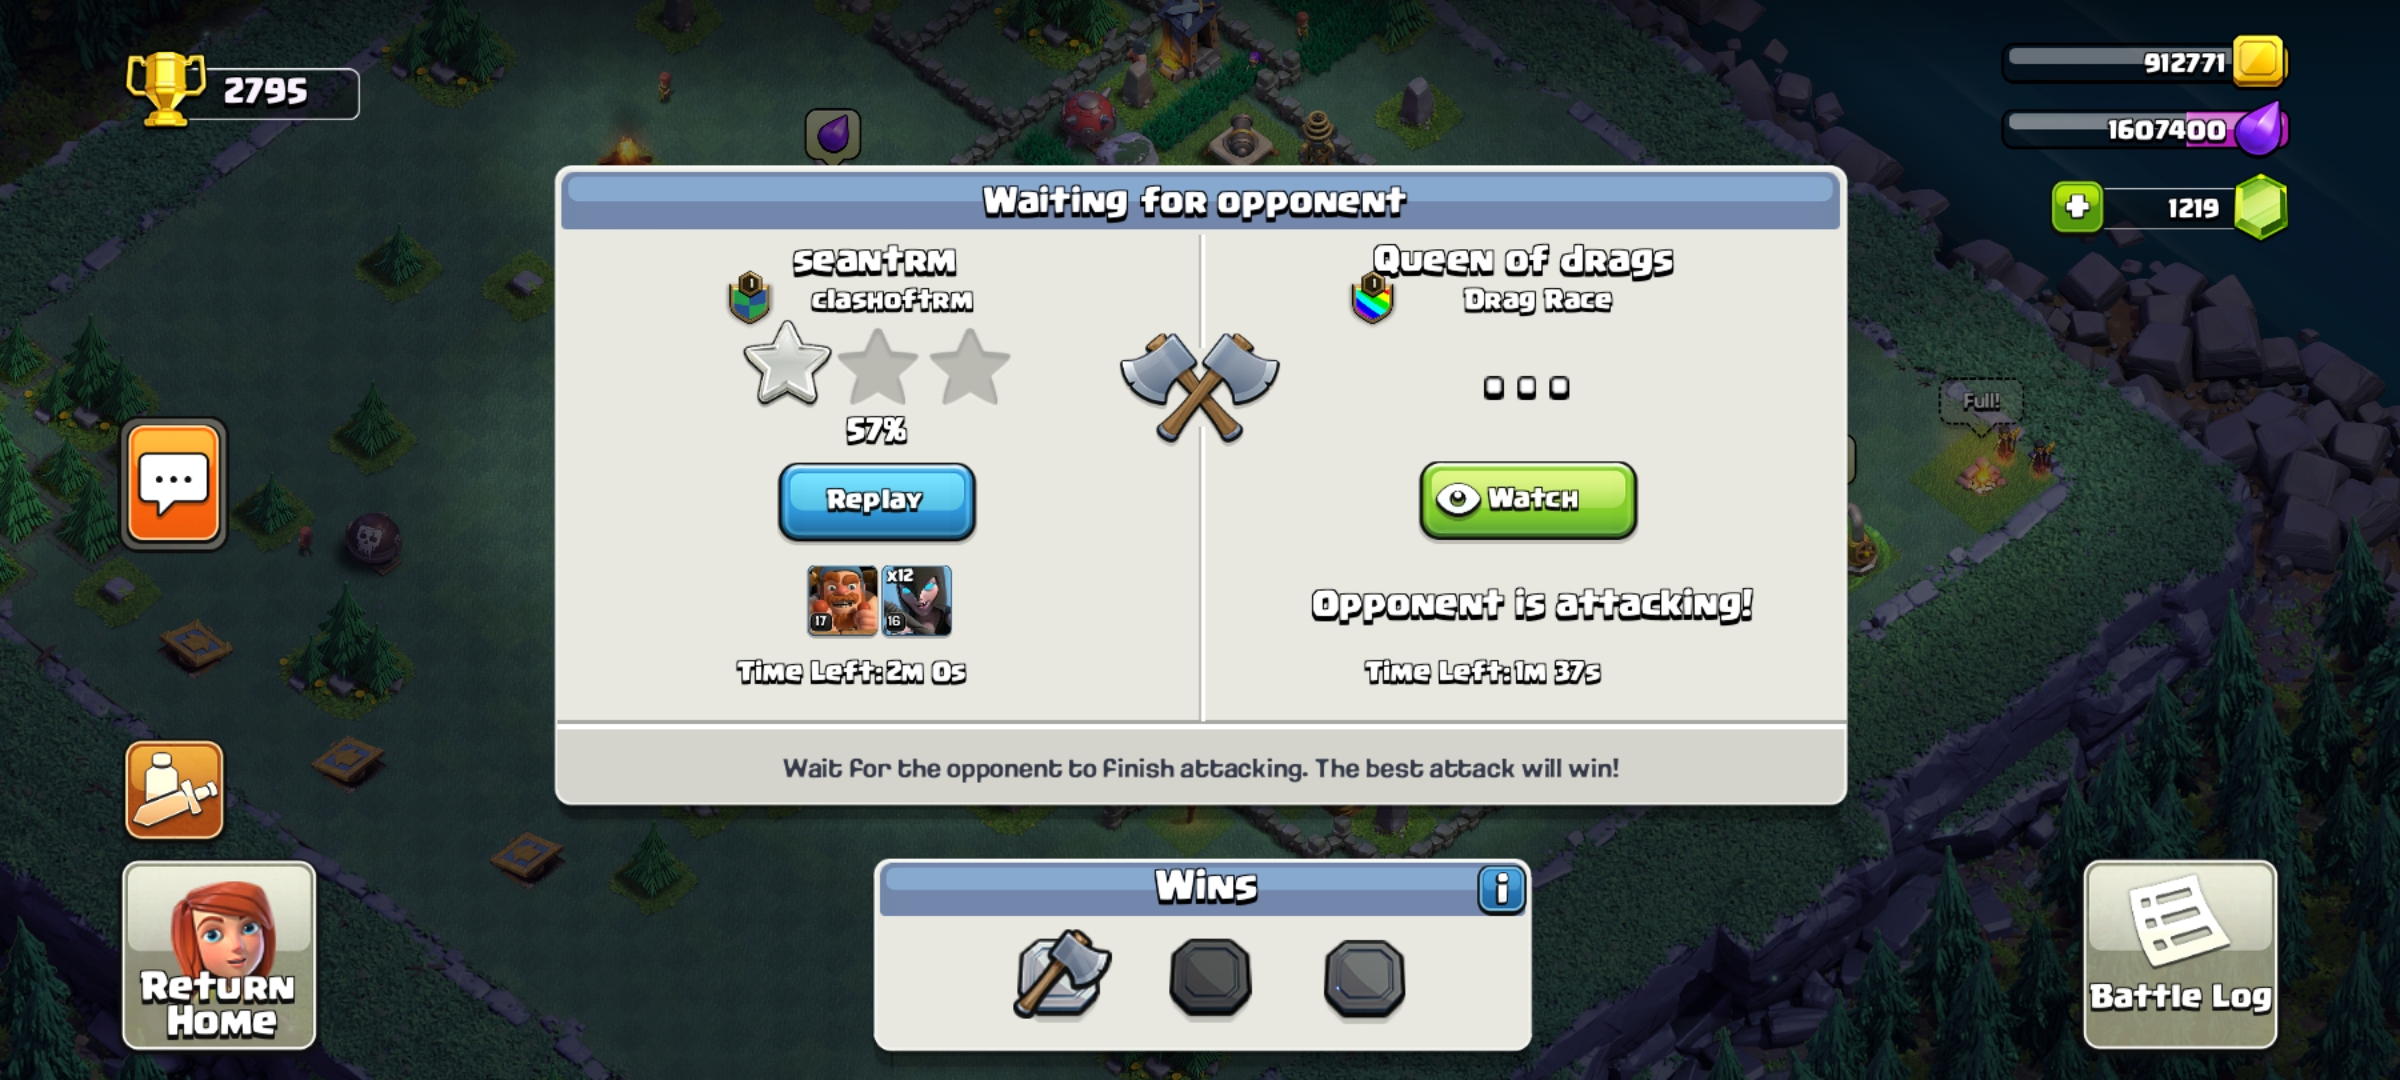 2795
912771
1607400
1219
Waiting for opponent
seantrm
clashoftrm
57%
Replay
17
x12
16
Time Left: 2m 0s
Queen of drags
Drag Race
Watch
Opponent is attacking!
Time Left: 1m 37s
Wait for the opponent to finish attacking. The best attack will win!
Full!
Wins
Return
Home
Battle Log